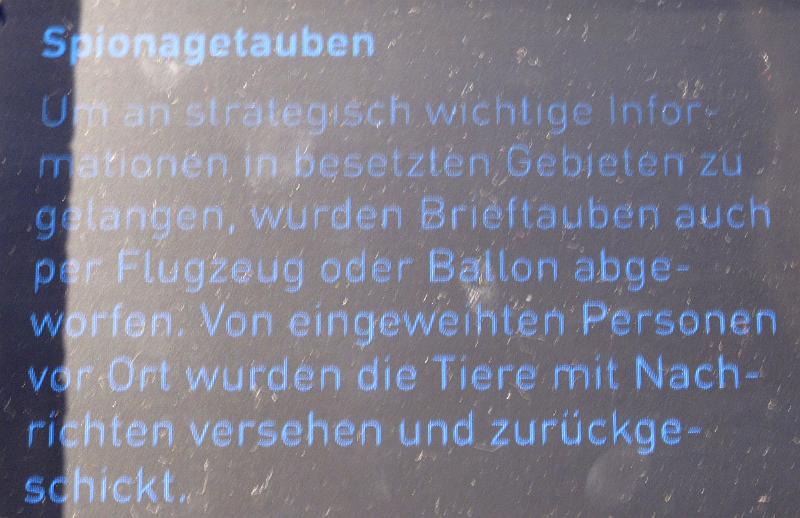 Spionagetauben
Um an strategisch wichtige Infor-
mationen in besetzten Gebieten zu
gelangen, wurden Brieftauben auch
per Flugzeug oder Ballon abge-
worfen. Von eingeweihten Personen
vor Ort wurden die Tiere mit Nach-
richten versehen und zurückge-
schickt.